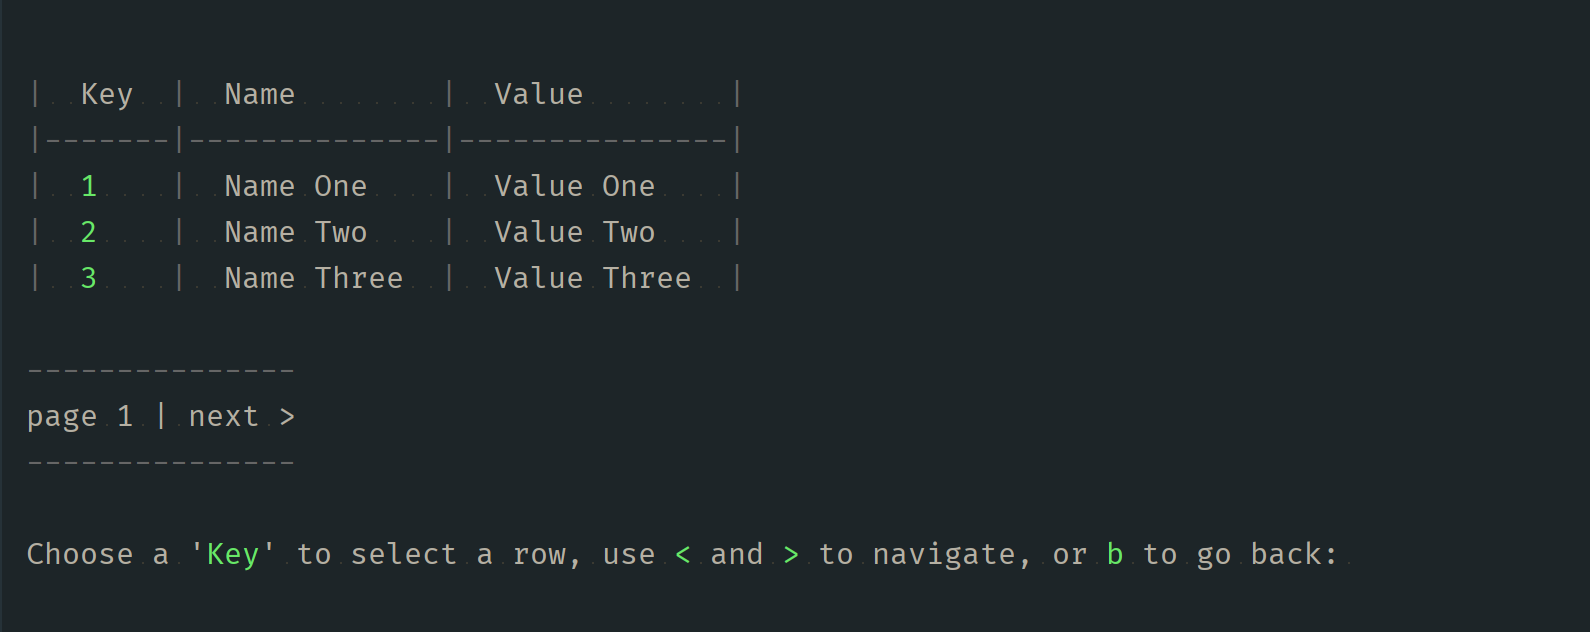 |  Key  |  Name        |  Value        |
|-------|--------------|---------------|
|  1    |  Name One    |  Value One    |
|  2    |  Name Two    |  Value Two    |
|  3    |  Name Three  |  Value Three  |
---------------
page 1 | next >
---------------
Choose a 'Key' to select a row, use < and > to navigate, or b to go back: